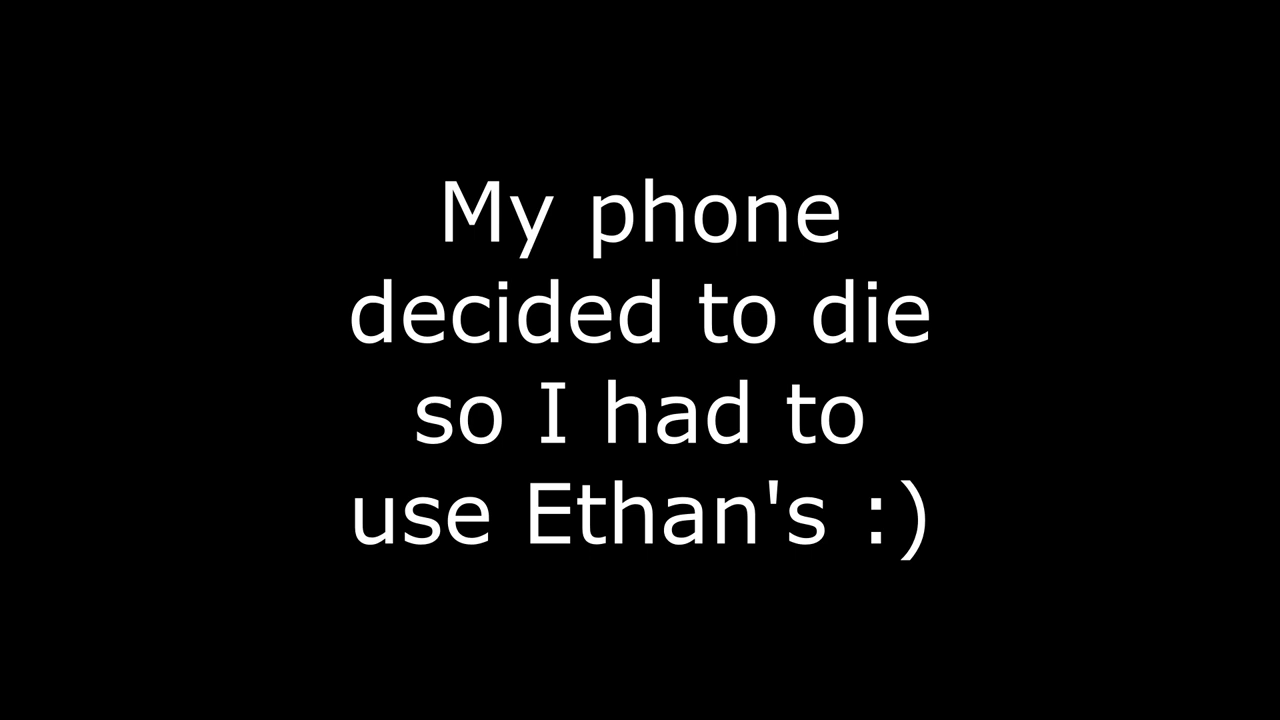 My phone
decided to die
so I had to
use Ethan's :)